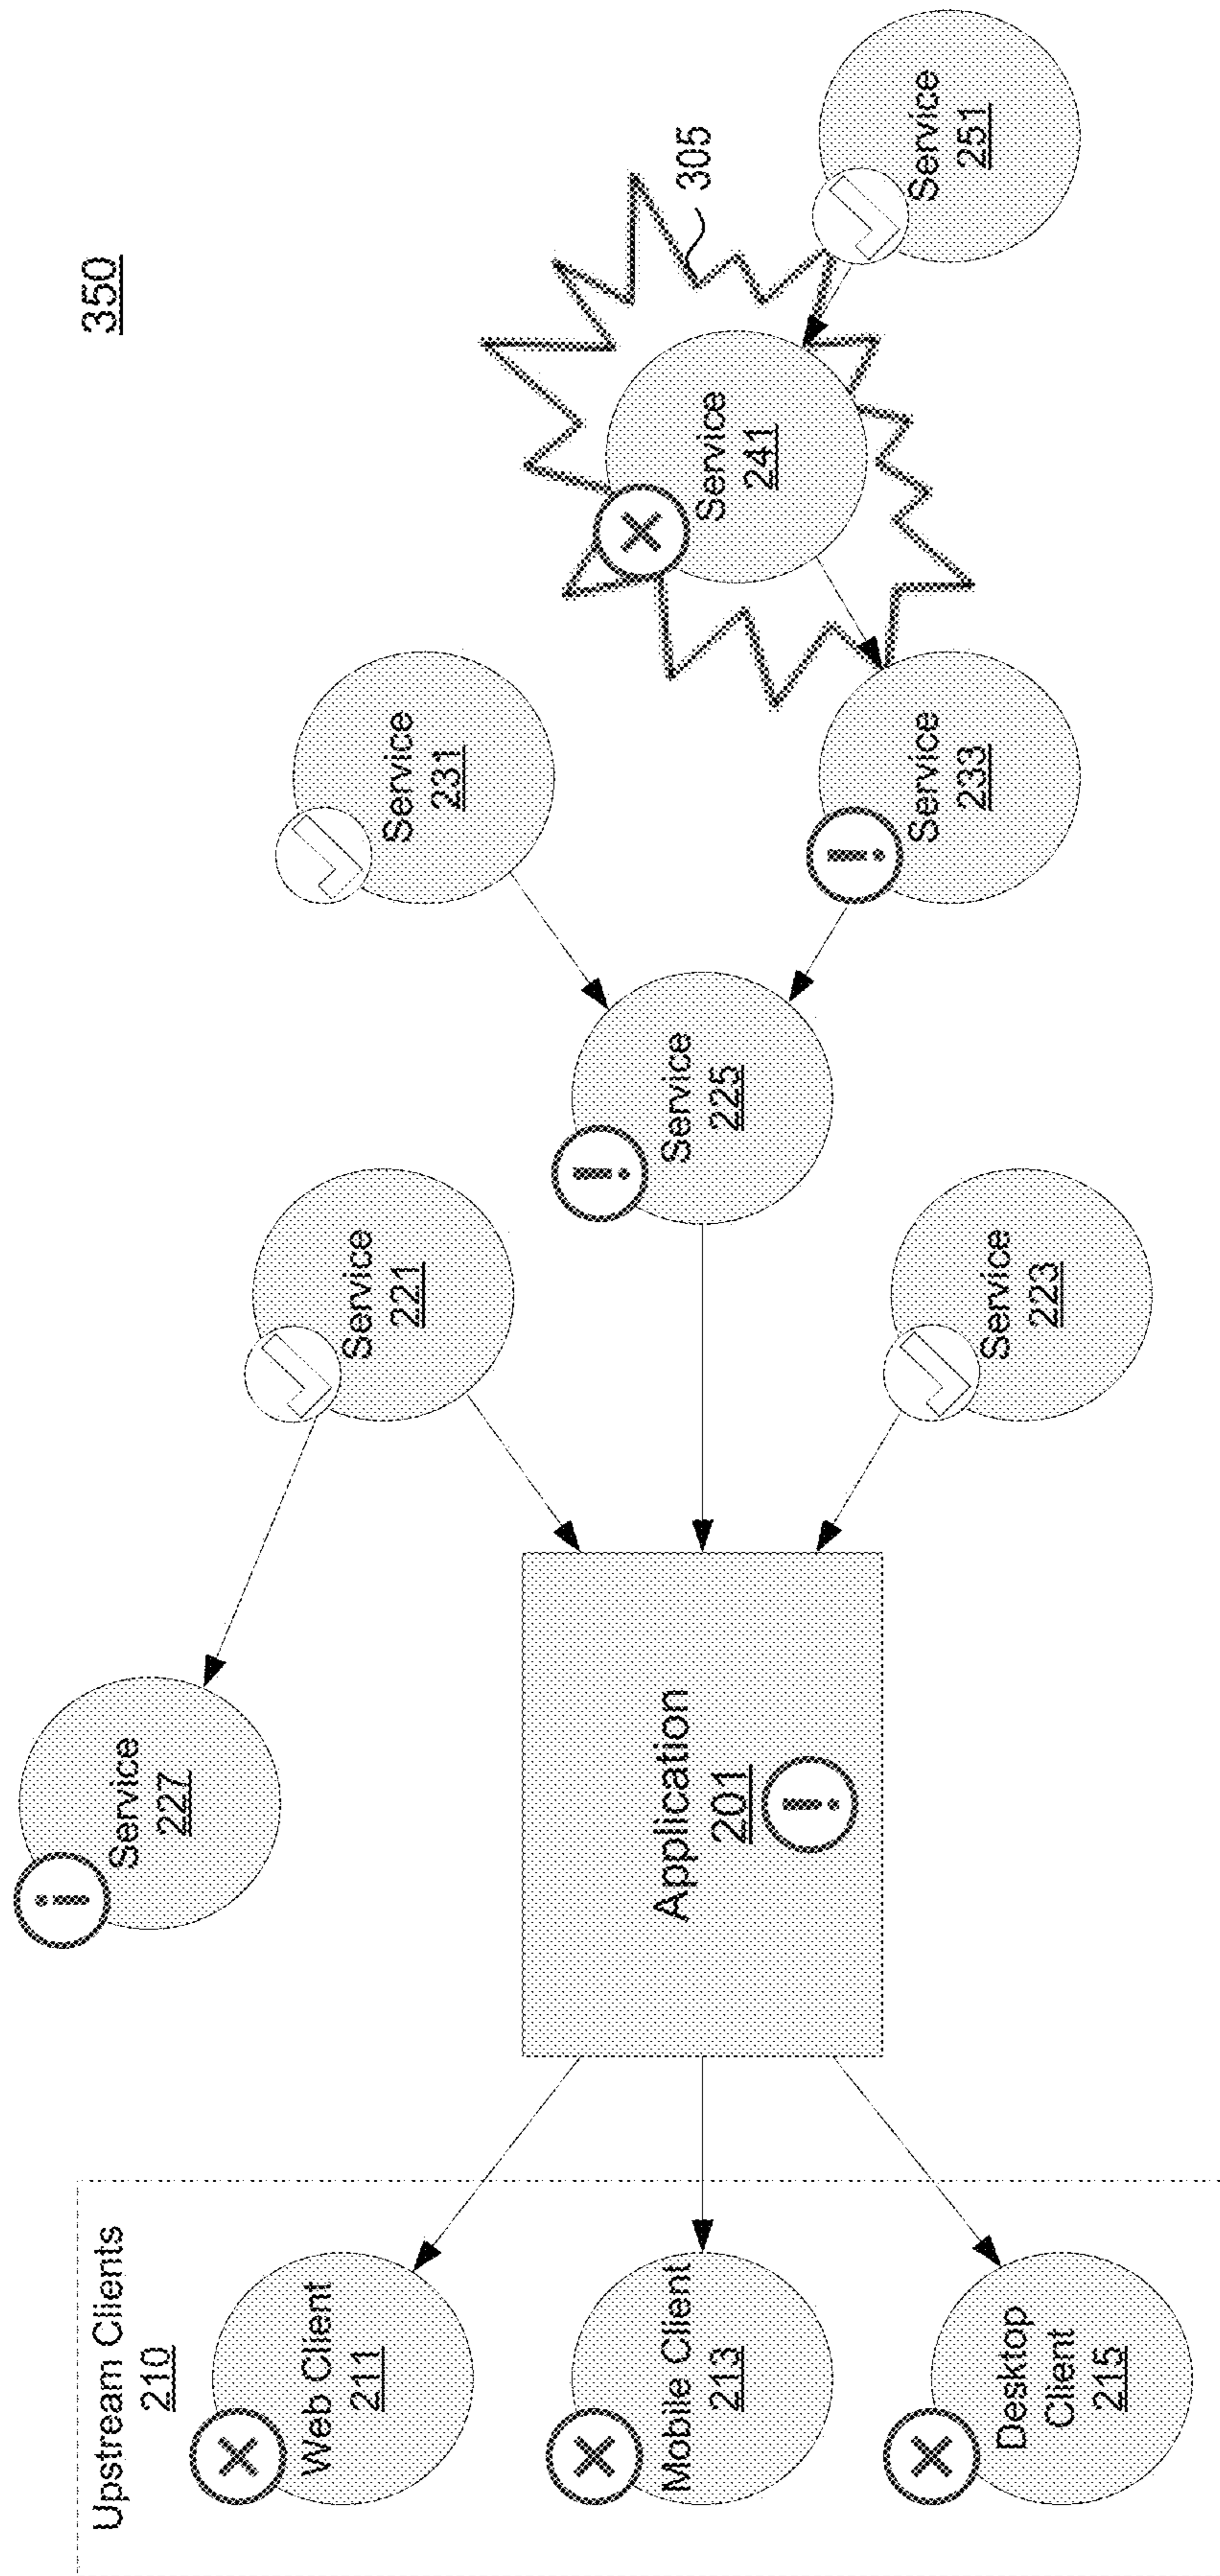 350
Upstream Clients
210
Web Client
211
Mobile Client
213
Desktop
Client
215
Application
201
i
Service
227
i
Service
221
Service
223
Service
225
i
Service
231
Service
233
i
Service
241
305
Service
251